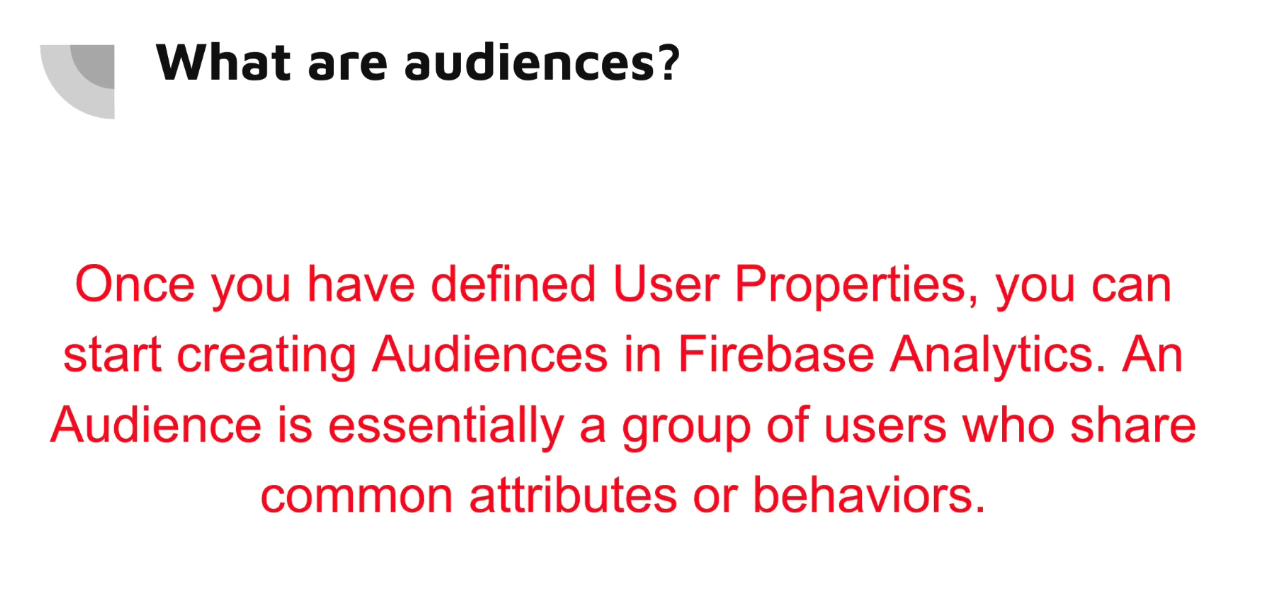 What are audiences?
Once you have defined User Properties, you can
start creating Audiences in Firebase Analytics. An
Audience is essentially a group of users who share
common attributes or behaviors.